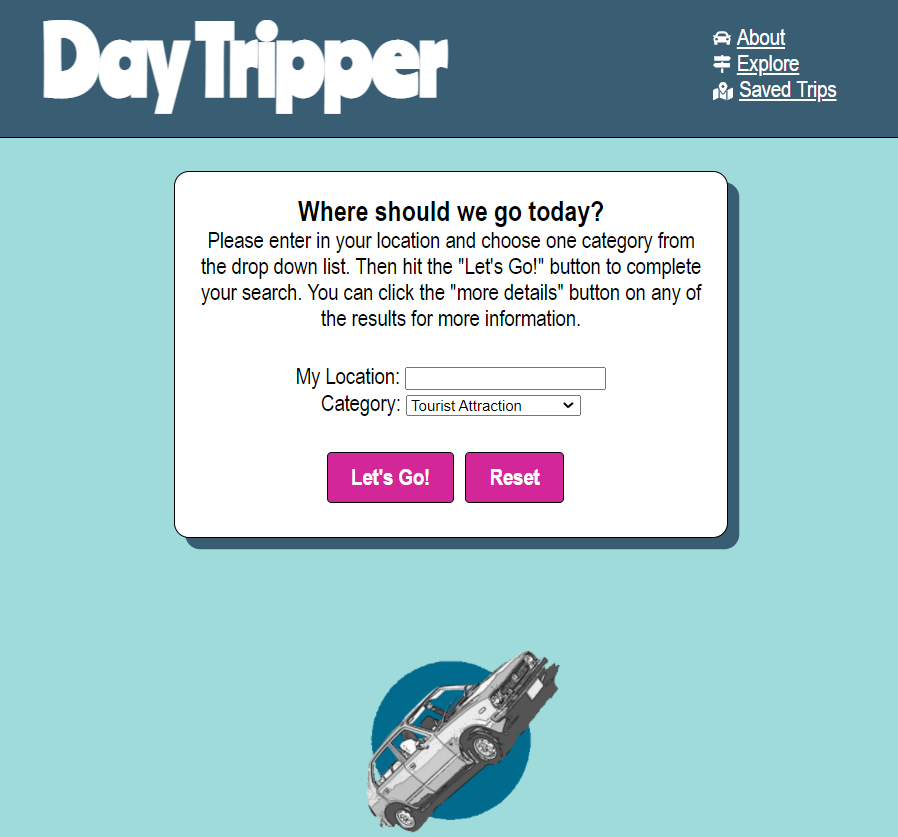 Day Tripper
About
Explore
Saved Trips
Where should we go today?
Please enter in your location and choose one category from
the drop down list. Then hit the "Let's Go!" button to complete
your search. You can click the "more details" button on any of
the results for more information.
My Location:
Category: Tourist Attraction
Let's Go! Reset